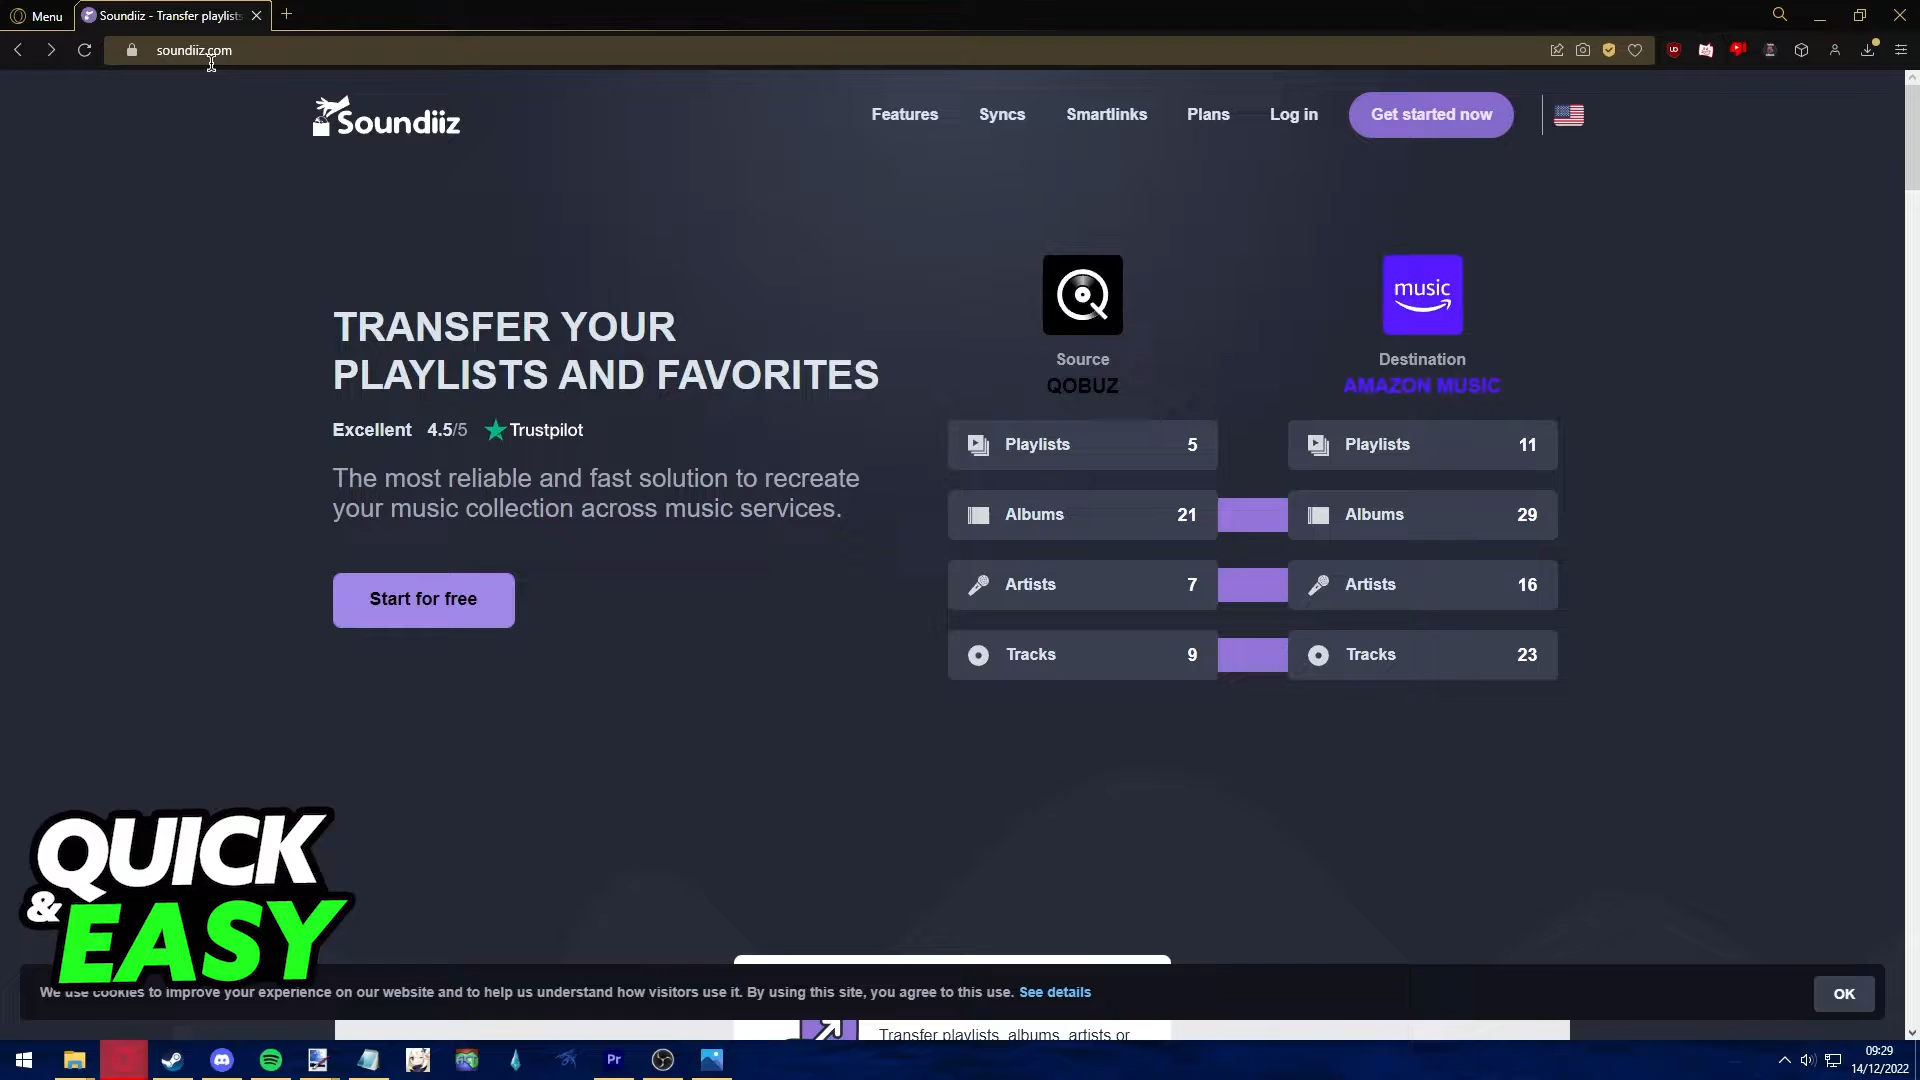 Menu
Soundiiz - Transfer playlists
soundiiz.com
Soundiiz
Features
Syncs
Smartlinks
Plans
Log in
Get started now
TRANSFER YOUR
PLAYLISTS AND FAVORITES
Excellent 4.5/5 Trustpilot
The most reliable and fast solution to recreate
your music collection across music services.
Start for free
music
Source
QOBUZ
Destination
AMAZON MUSIC
Playlists 5
Playlists 11
Albums 21
Albums 29
Artists 7
Artists 16
Tracks 9
Tracks 23
QUICK
& EASY
We use cookies to improve your experience on our website and to help us understand how visitors use it. By using this site, you agree to this use. See details
OK
Transfer playlists, albums, artists or
Pr
09:29
14/12/2022